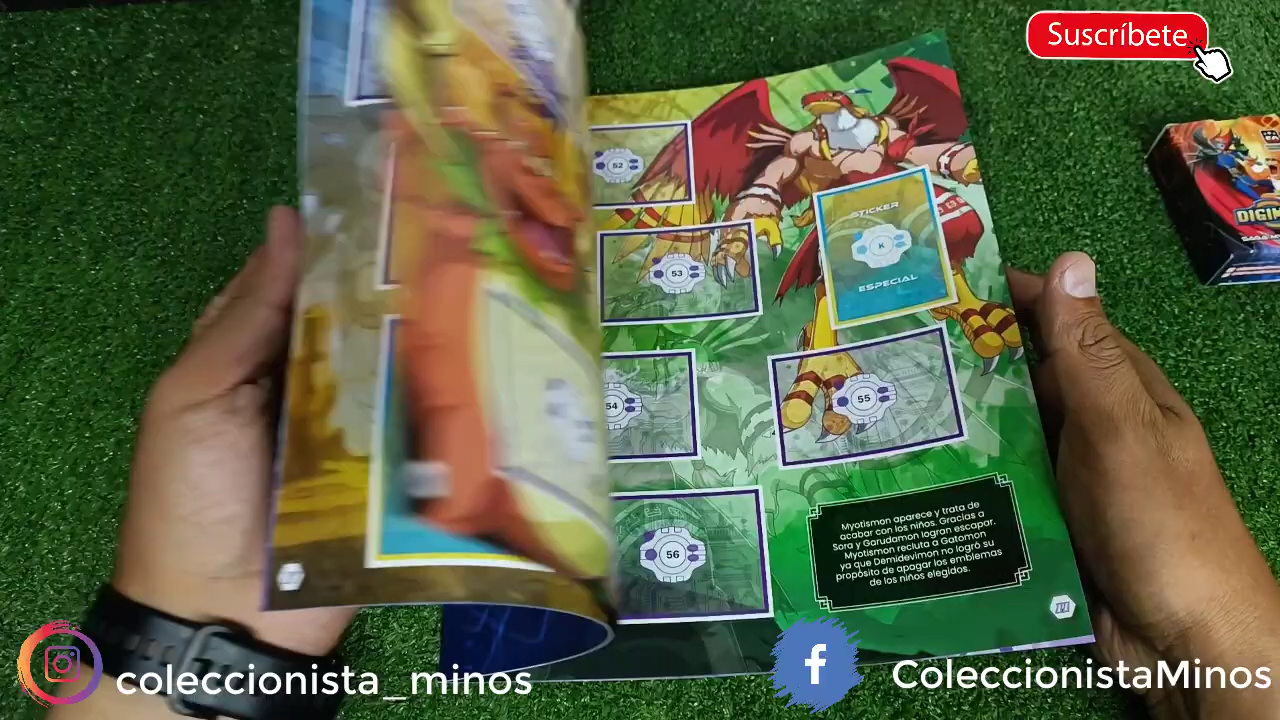 Suscríbete
52
53
STICKER
K
ESPECIAL
54
55
56
Myotismon aparece y trata de
acabar con los niños. Gracias a
Sora y Garudamon logran escapar.
Myotismon recluta a Gatomon
ya que Demidevimon no logró su
propósito de apagar los emblemas
de los niños elegidos.
coleccionista_minos
ColeccionistaMinos